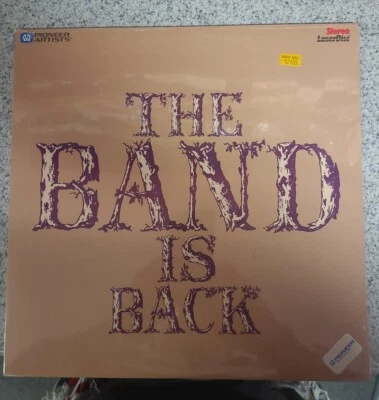 PIONEER
ARTISTS
Stereo
LaserDisc
THE
BAND
IS
BACK